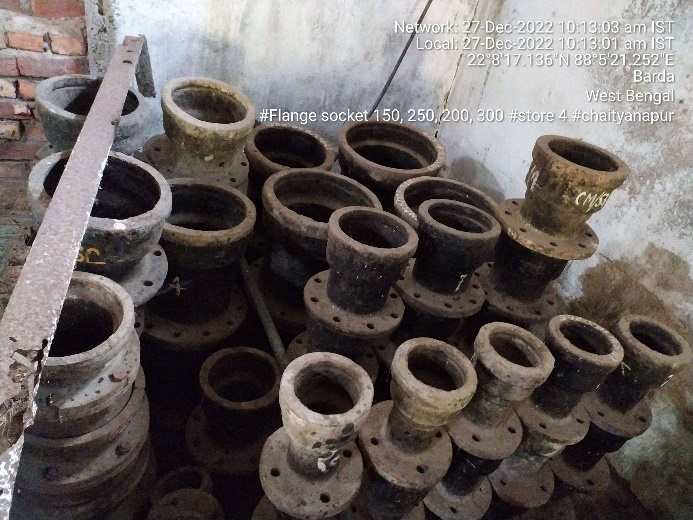 Network: 27-Dec-2022 10:13:03 am IST
Local: 27-Dec-2022 10:13:01 am IST
22°8'17.136"N 88°5'21.252"E
Barda
West Bengal
#Flange socket 150, 250, 200, 300 #store 4 #chaityanapur